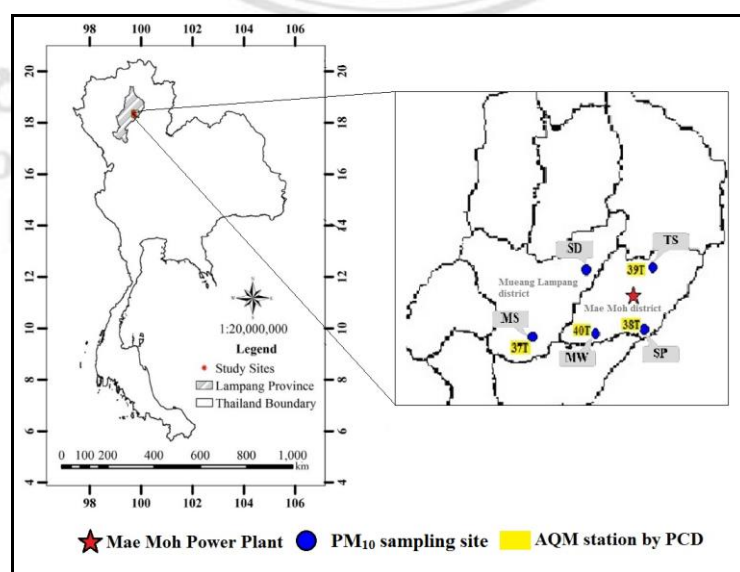 98 100 102 104 106
20
18
16
14
12
10
8
6
4
20
18
16
14
12
10
8
6
4
1:20,000,000
Legend
Study Sites
Lampang Province
Thailand Boundary
0 100 200 400 600 800 1,000
km
98 100 102 104 106
SD
TS
39T
Mueang Lampang
district
Mae Moh district
MS
37T
40T
38T
MW
SP
Mae Moh Power Plant PM₁₀ sampling site AQM station by PCD